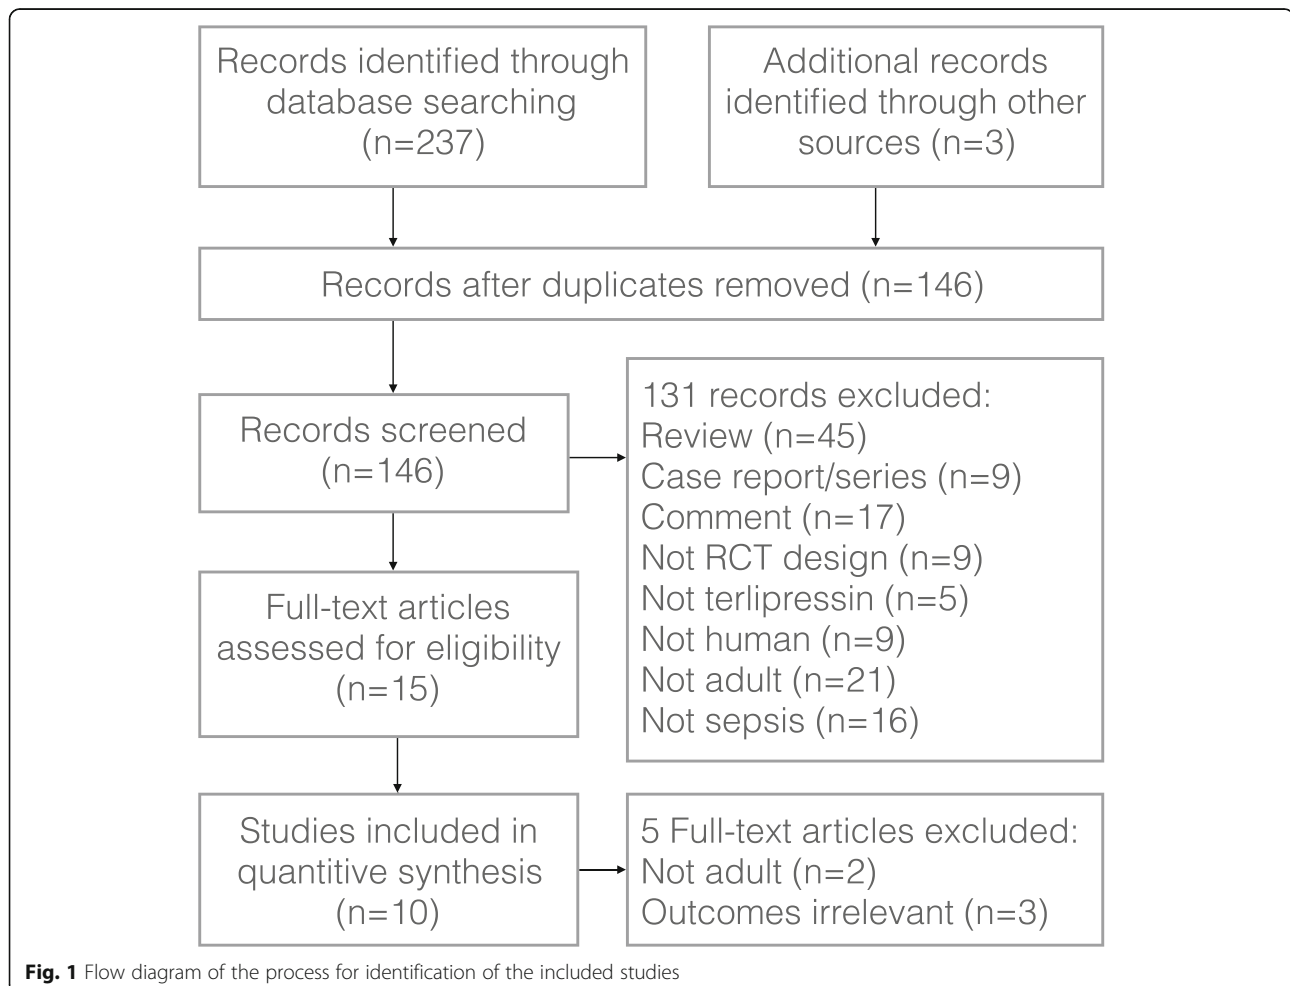 Records identified through
database searching
(n=237)
Additional records
identified through other
sources (n=3)
Records after duplicates removed (n=146)
Records screened
(n=146)
131 records excluded:
Review (n=45)
Case report/series (n=9)
Comment (n=17)
Not RCT design (n=9)
Not terlipressin (n=5)
Not human (n=9)
Not adult (n=21)
Not sepsis (n=16)
Full-text articles
assessed for eligibility
(n=15)
Studies included in
quantitive synthesis
(n=10)
5 Full-text articles excluded:
Not adult (n=2)
Outcomes irrelevant (n=3)
Fig. 1 Flow diagram of the process for identification of the included studies